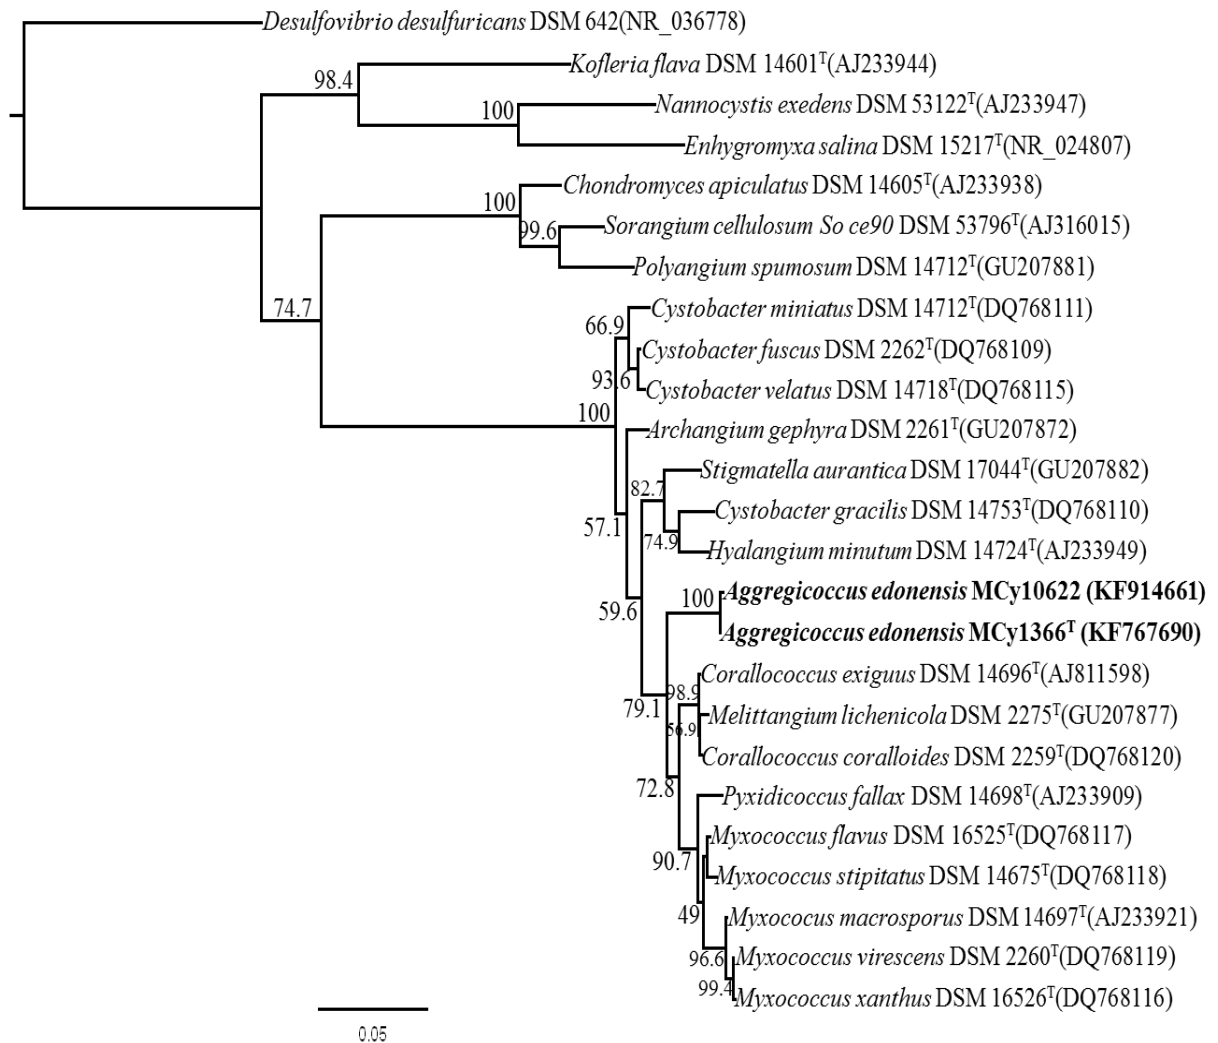 Desulfovibrio desulfuricans DSM 642(NR_036778)
Kofleria flava DSM 14601ᵀ(AJ233944)
98.4
Nannocystis exedens DSM 53122ᵀ(AJ233947)
100
Enhygromyxa salina DSM 15217ᵀ(NR_024807)
Chondromyces apiculatus DSM 14605ᵀ(AJ233938)
100
Sorangium cellulosum So ce90 DSM 53796ᵀ(AJ316015)
99.6
Polyangium spumosum DSM 14712ᵀ(GU207881)
74.7
Cystobacter miniatus DSM 14712ᵀ(DQ768111)
66.9
Cystobacter fuscus DSM 2262ᵀ(DQ768109)
93.6
Cystobacter velatus DSM 14718ᵀ(DQ768115)
100
Archangium gephyra DSM 2261ᵀ(GU207872)
Stigmatella aurantica DSM 17044ᵀ(GU207882)
82.7
Cystobacter gracilis DSM 14753ᵀ(DQ768110)
57.1
74.9
Hyalangium minutum DSM 14724ᵀ(AJ233949)
Aggregicoccus edonensis MCy10622 (KF914661)
100
59.6
Aggregicoccus edonensis MCy1366ᵀ (KF767690)
Corallococcus exiguus DSM 14696ᵀ(AJ811598)
98.9
79.1
Melittangium lichenicola DSM 2275ᵀ(GU207877)
56.9
Corallococcus coralloides DSM 2259ᵀ(DQ768120)
72.8
Pyxidicoccus fallax DSM 14698ᵀ(AJ233909)
Myxococcus flavus DSM 16525ᵀ(DQ768117)
90.7
Myxococcus stipitatus DSM 14675ᵀ(DQ768118)
49
Myxococus macrosporus DSM 14697ᵀ(AJ233921)
96.6
Myxococcus virescens DSM 2260ᵀ(DQ768119)
99.4
Myxococcus xanthus DSM 16526ᵀ(DQ768116)
0.05